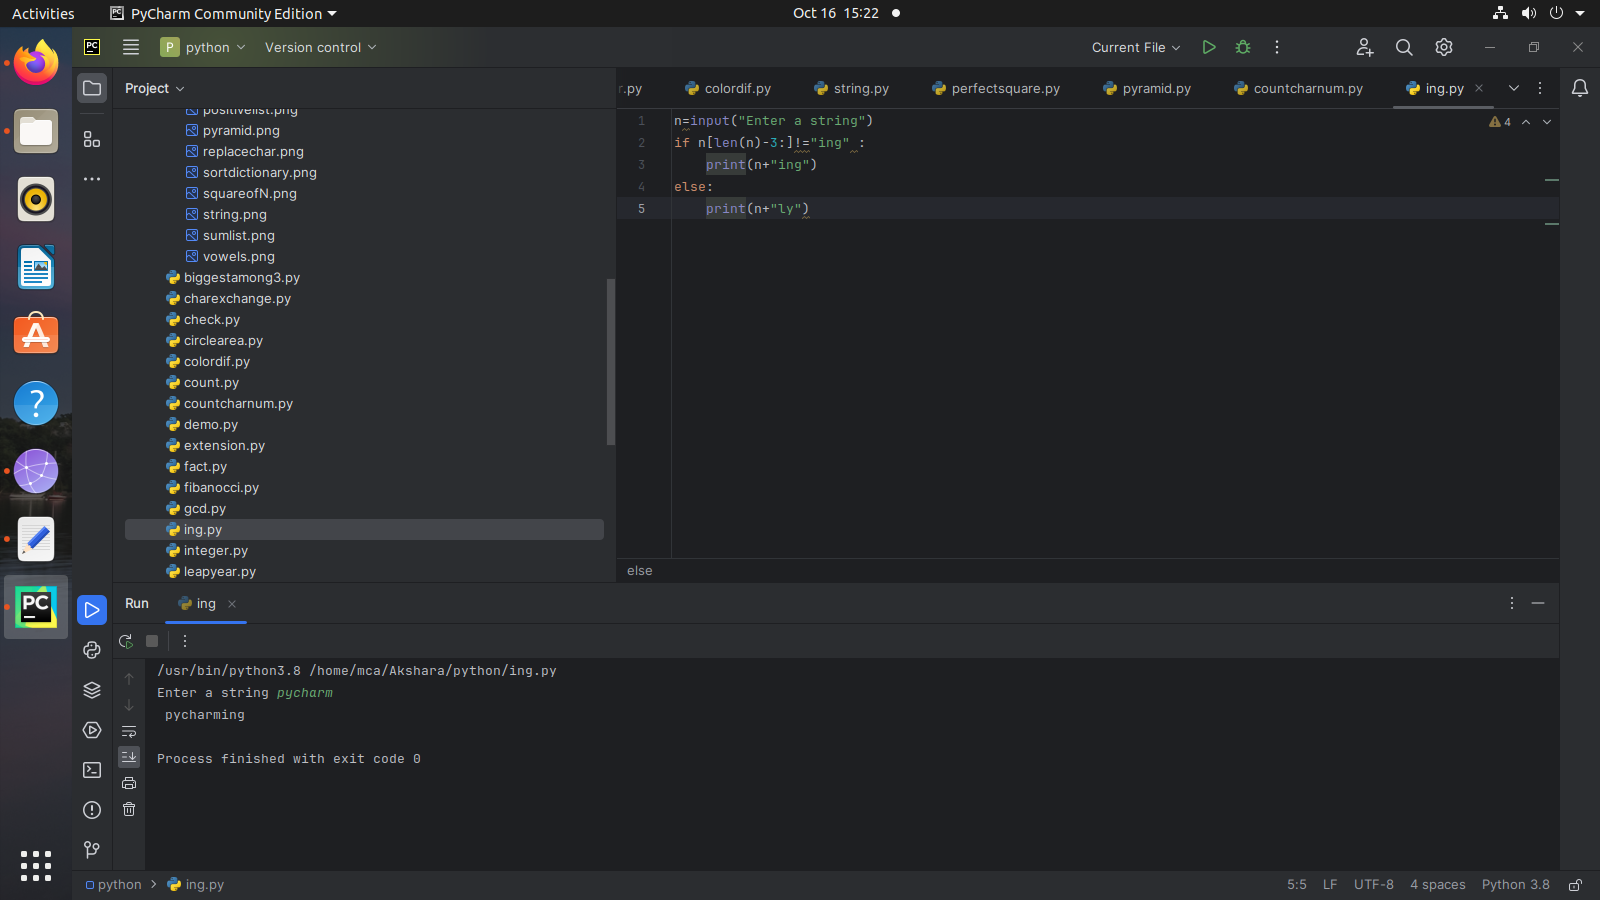 Activities
PyCharm Community Edition
Oct 16 15:22
PC
P python
Version control
Current File
Project
r.py
colordif.py
string.py
perfectsquare.py
pyramid.py
countcharnum.py
ing.py
positivelist.png
pyramid.png
replacechar.png
sortdictionary.png
squareofN.png
string.png
sumlist.png
vowels.png
biggestamong3.py
charexchange.py
check.py
circlearea.py
colordif.py
count.py
countcharnum.py
demo.py
extension.py
fact.py
fibanocci.py
gcd.py
ing.py
integer.py
leapyear.py
1 n=input("Enter a string")
4
2 if n[len(n)-3:]!="ing" :
3 print(n+"ing")
4 else:
5 print(n+"ly")
else
PC
Run
ing
/usr/bin/python3.8 /home/mca/Akshara/python/ing.py
Enter a string pycharm
pycharming
Process finished with exit code 0
python > ing.py
5:5 LF UTF-8 4 spaces Python 3.8